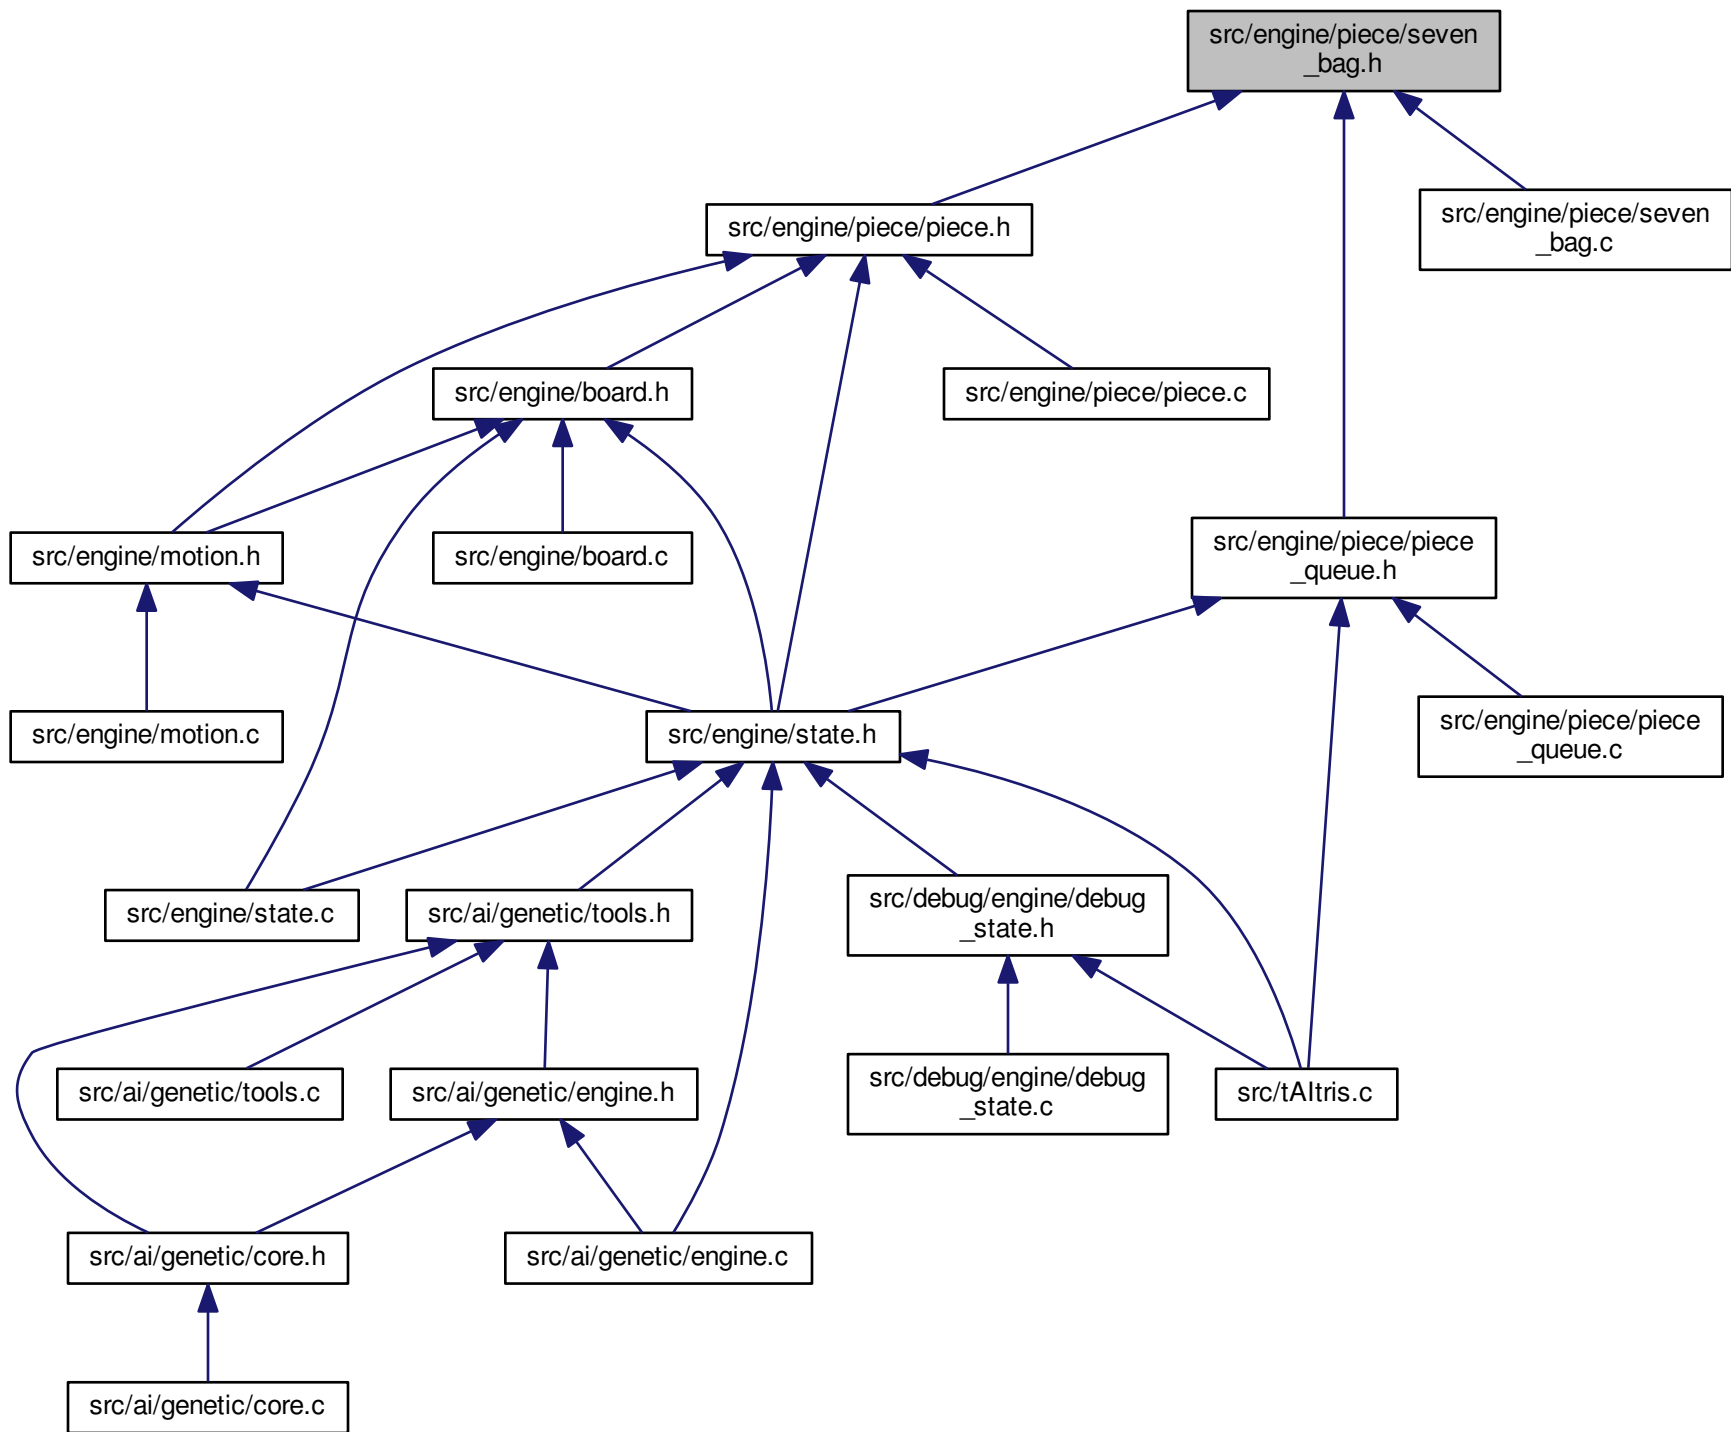 src/engine/piece/seven
_bag.h
src/engine/piece/piece.h
src/engine/piece/seven
_bag.c
src/engine/board.h
src/engine/piece/piece.c
src/engine/motion.h
src/engine/board.c
src/engine/piece/piece
_queue.h
src/engine/motion.c
src/engine/state.h
src/engine/piece/piece
_queue.c
src/engine/state.c
src/ai/genetic/tools.h
src/debug/engine/debug
_state.h
src/ai/genetic/tools.c
src/ai/genetic/engine.h
src/debug/engine/debug
_state.c
src/tAItris.c
src/ai/genetic/core.h
src/ai/genetic/engine.c
src/ai/genetic/core.c